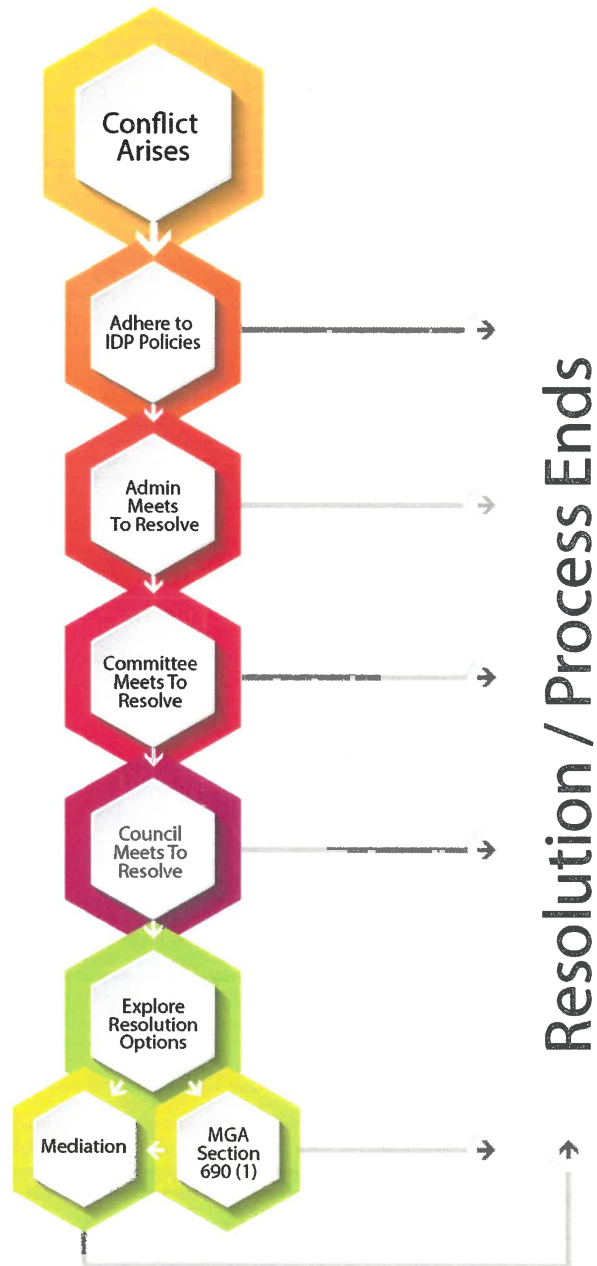 Conflict
Arises
Adhere to
IDP Policies
Admin
Meets
To Resolve
Committee
Meets To
Resolve
Council
Meets To
Resolve
Explore
Resolution
Options
Mediation
MGA
Section
690 (1)
Resolution / Process Ends